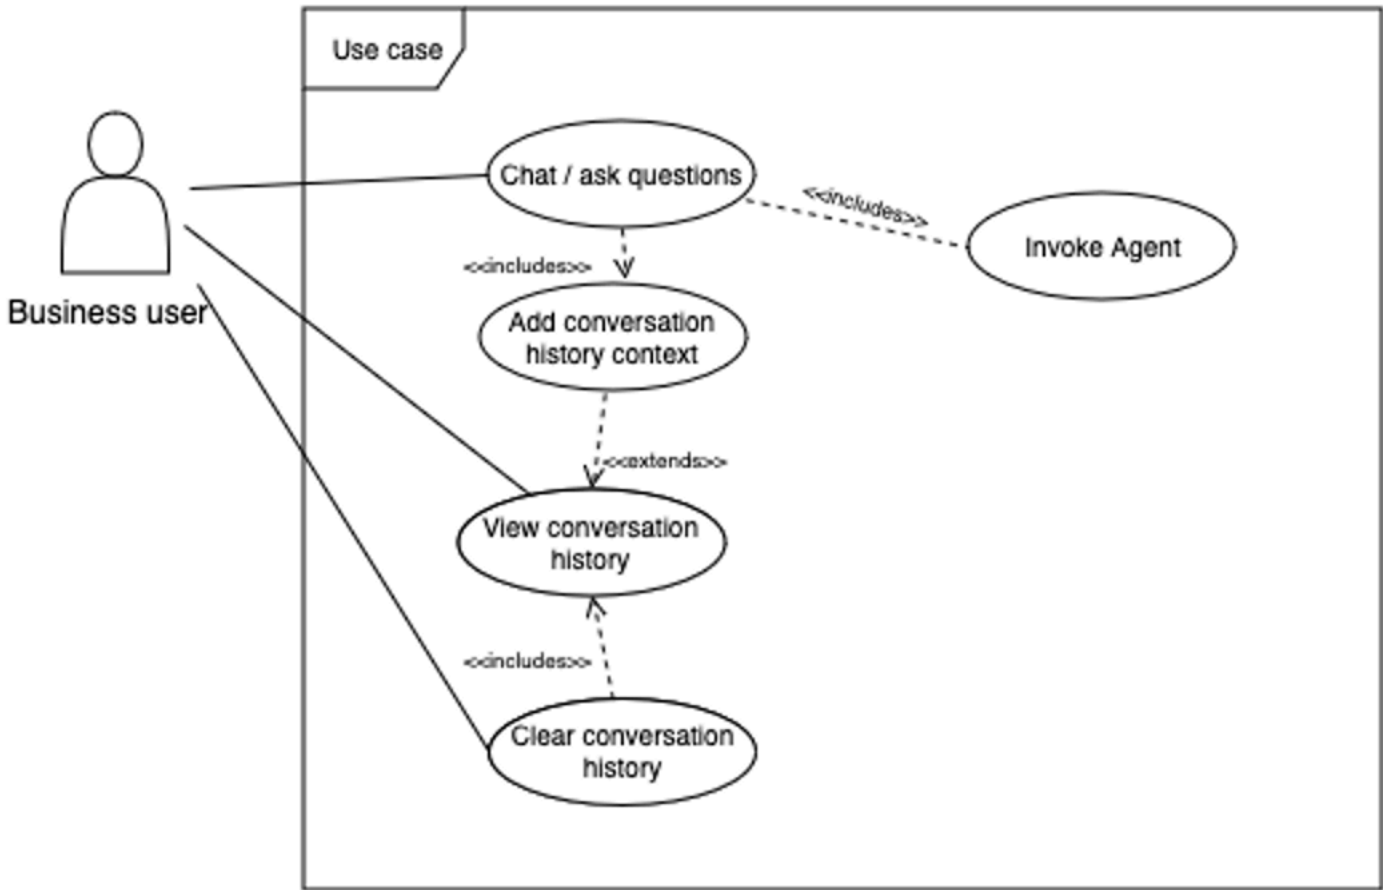 Use case
Chat / ask questions
<<includes>>
Invoke Agent
<<includes>>
Business user
Add conversation
history context
<<extends>>
View conversation
history
<<includes>>
Clear conversation
history